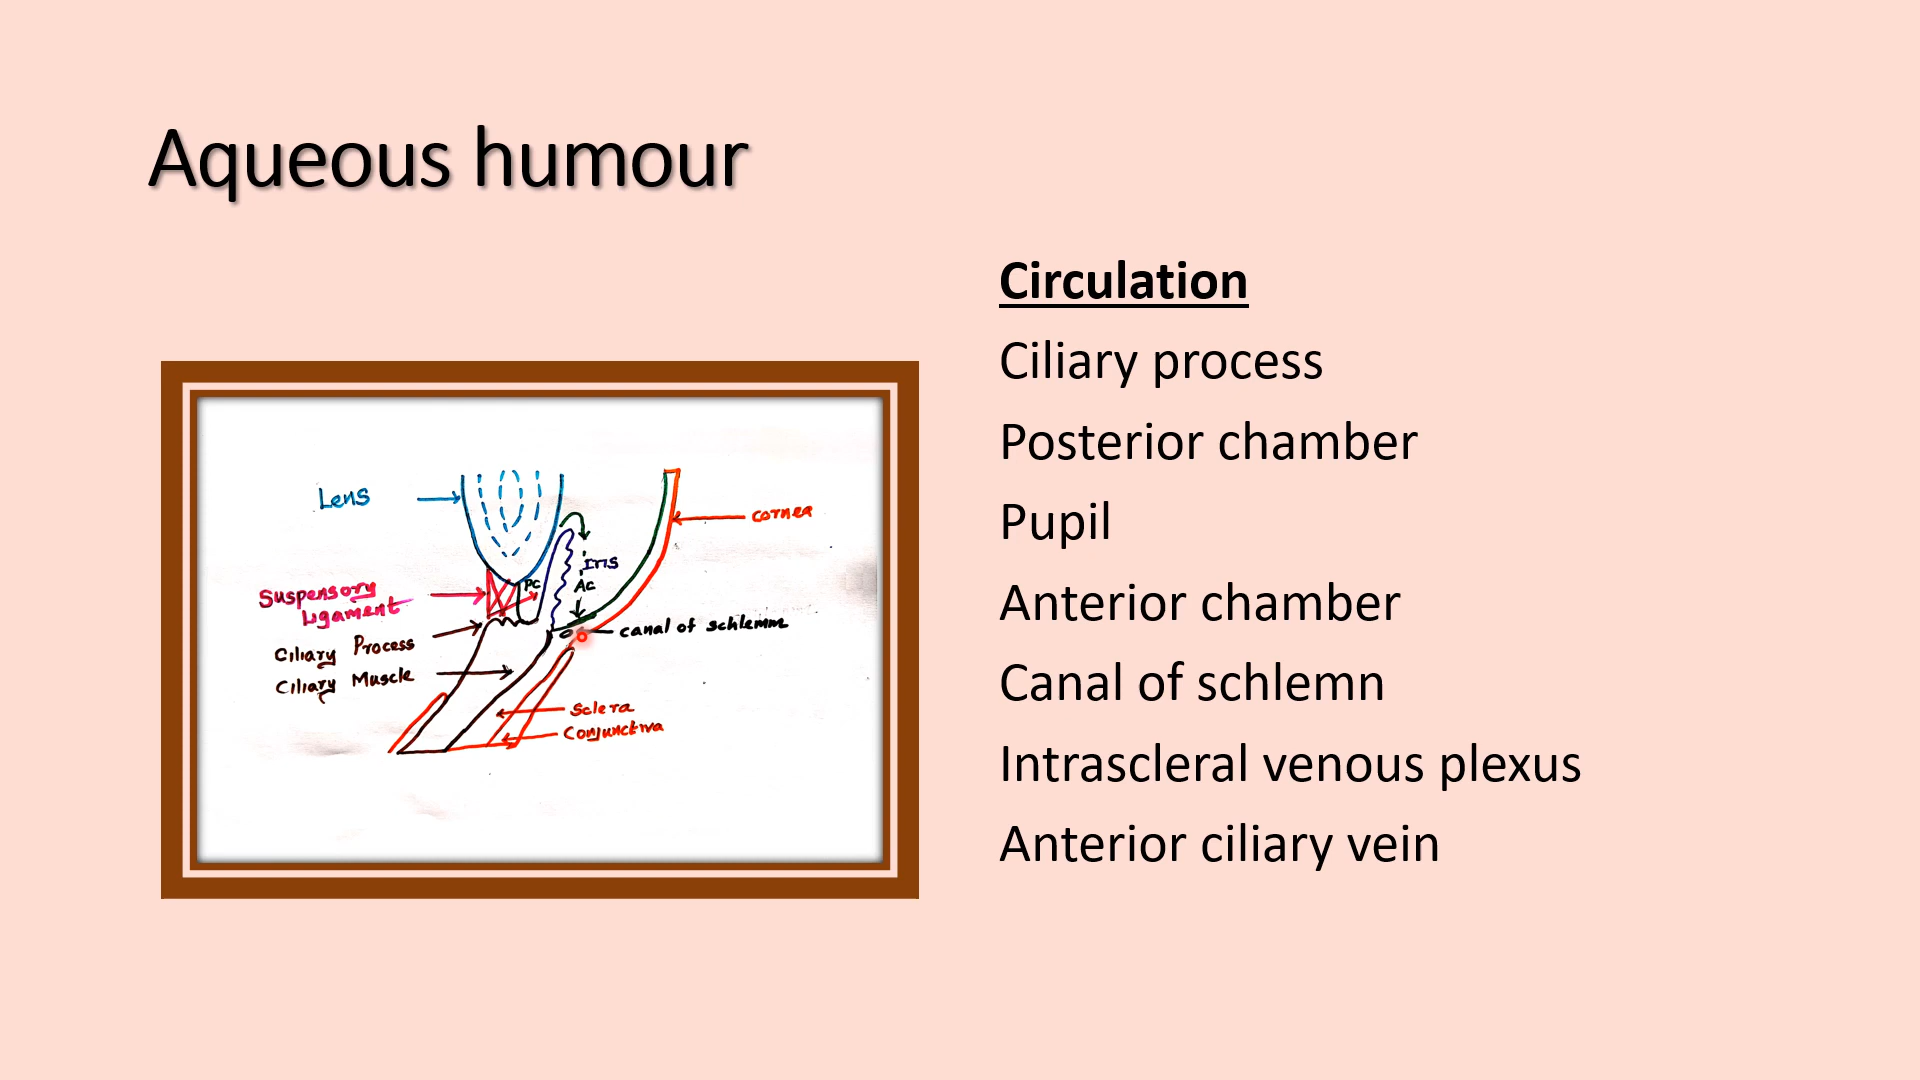 Aqueous humour
Circulation
Ciliary process
Posterior chamber
Pupil
Anterior chamber
Canal of schlemn
Intrascleral venous plexus
Anterior ciliary vein
Lens
cornea
Iris
PC
AC
Suspensory
Ligament
canal of schlemm
Ciliary Process
Ciliary Muscle
Sclera
Conjunctiva